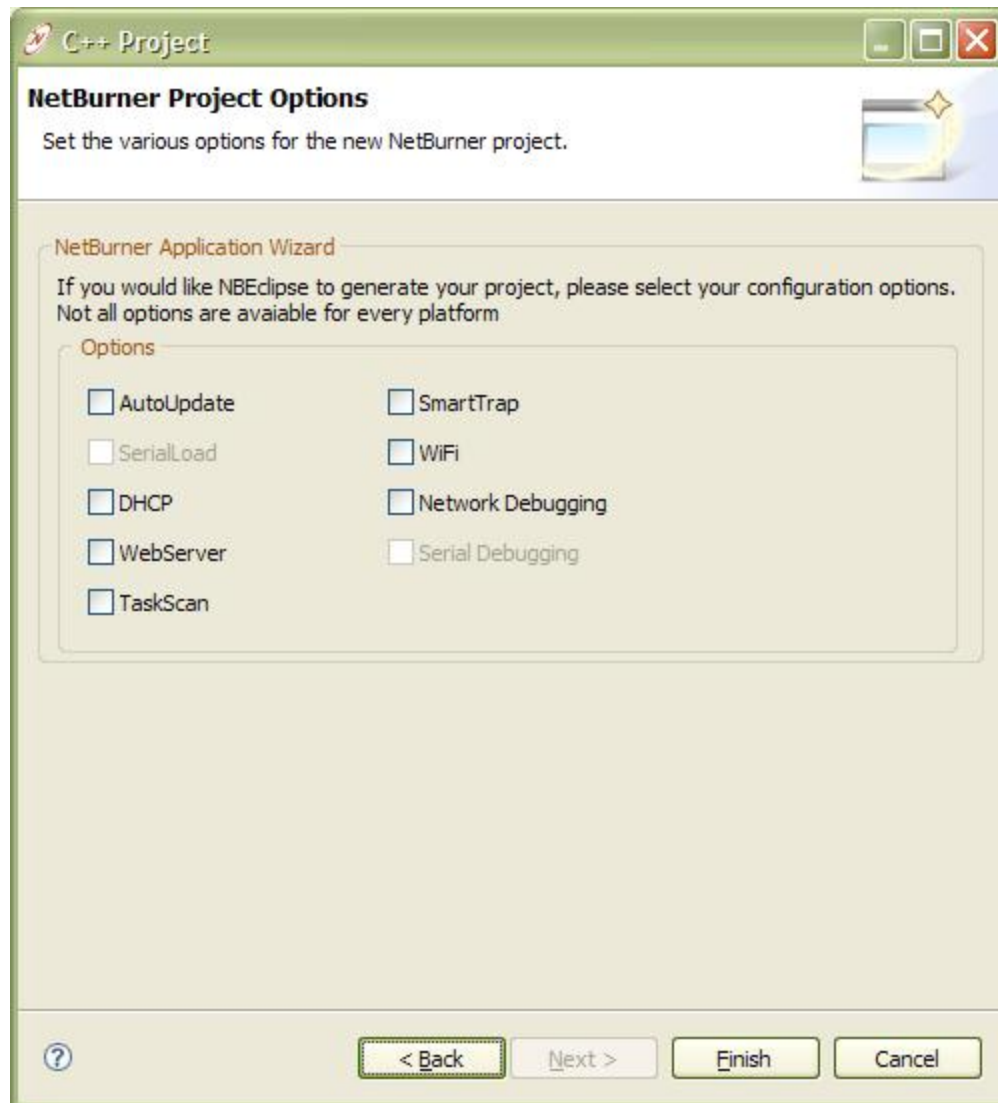 C++ Project
NetBurner Project Options
Set the various options for the new NetBurner project.
NetBurner Application Wizard
If you would like NBEclipse to generate your project, please select your configuration options.
Not all options are avaiable for every platform
Options
AutoUpdate
SmartTrap
SerialLoad
WiFi
DHCP
Network Debugging
WebServer
Serial Debugging
TaskScan
< Back
Next >
Finish
Cancel